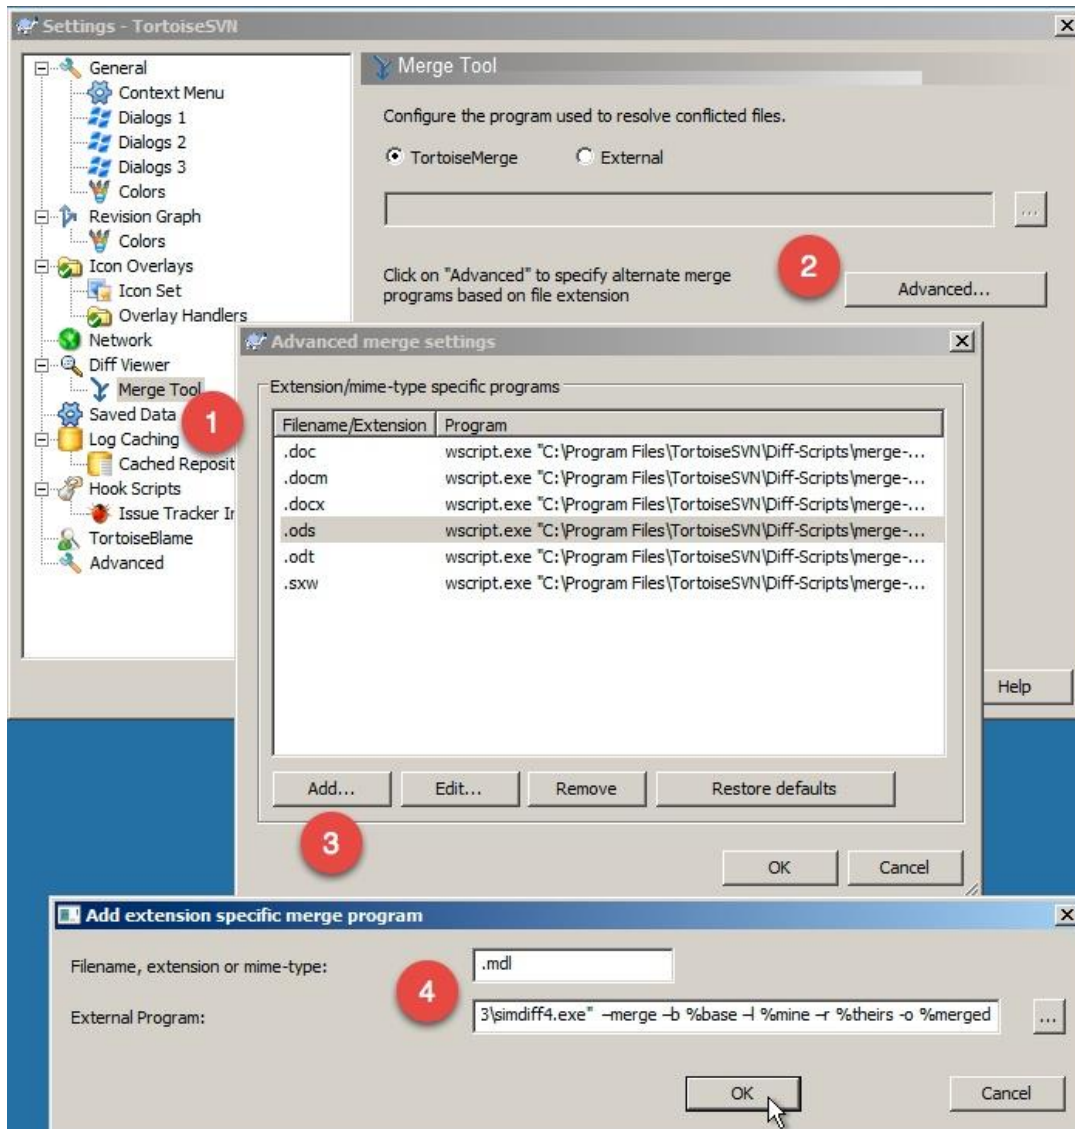 Settings - TortoiseSVN
General
Context Menu
Dialogs 1
Dialogs 2
Dialogs 3
Colors
Revision Graph
Colors
Icon Overlays
Icon Set
Overlay Handlers
Network
Diff Viewer
Merge Tool
Saved Data
Log Caching
Cached Reposit
Hook Scripts
Issue Tracker Ir
TortoiseBlame
Advanced
1
Merge Tool
Configure the program used to resolve conflicted files.
TortoiseMerge External
...
Click on "Advanced" to specify alternate merge
programs based on file extension
2
Advanced...
Help
Advanced merge settings
Extension/mime-type specific programs
Filename/Extension Program
.doc wscript.exe "C:\Program Files\TortoiseSVN\Diff-Scripts\merge-...
.docm wscript.exe "C:\Program Files\TortoiseSVN\Diff-Scripts\merge-...
.docx wscript.exe "C:\Program Files\TortoiseSVN\Diff-Scripts\merge-...
.ods wscript.exe "C:\Program Files\TortoiseSVN\Diff-Scripts\merge-...
.odt wscript.exe "C:\Program Files\TortoiseSVN\Diff-Scripts\merge-...
.sxw wscript.exe "C:\Program Files\TortoiseSVN\Diff-Scripts\merge-...
Add... Edit... Remove Restore defaults
3
OK Cancel
Add extension specific merge program
Filename, extension or mime-type: .mdl
4
External Program: 3\simdiff4.exe" –merge –b %base –l %mine –r %theirs -o %merged ...
OK Cancel